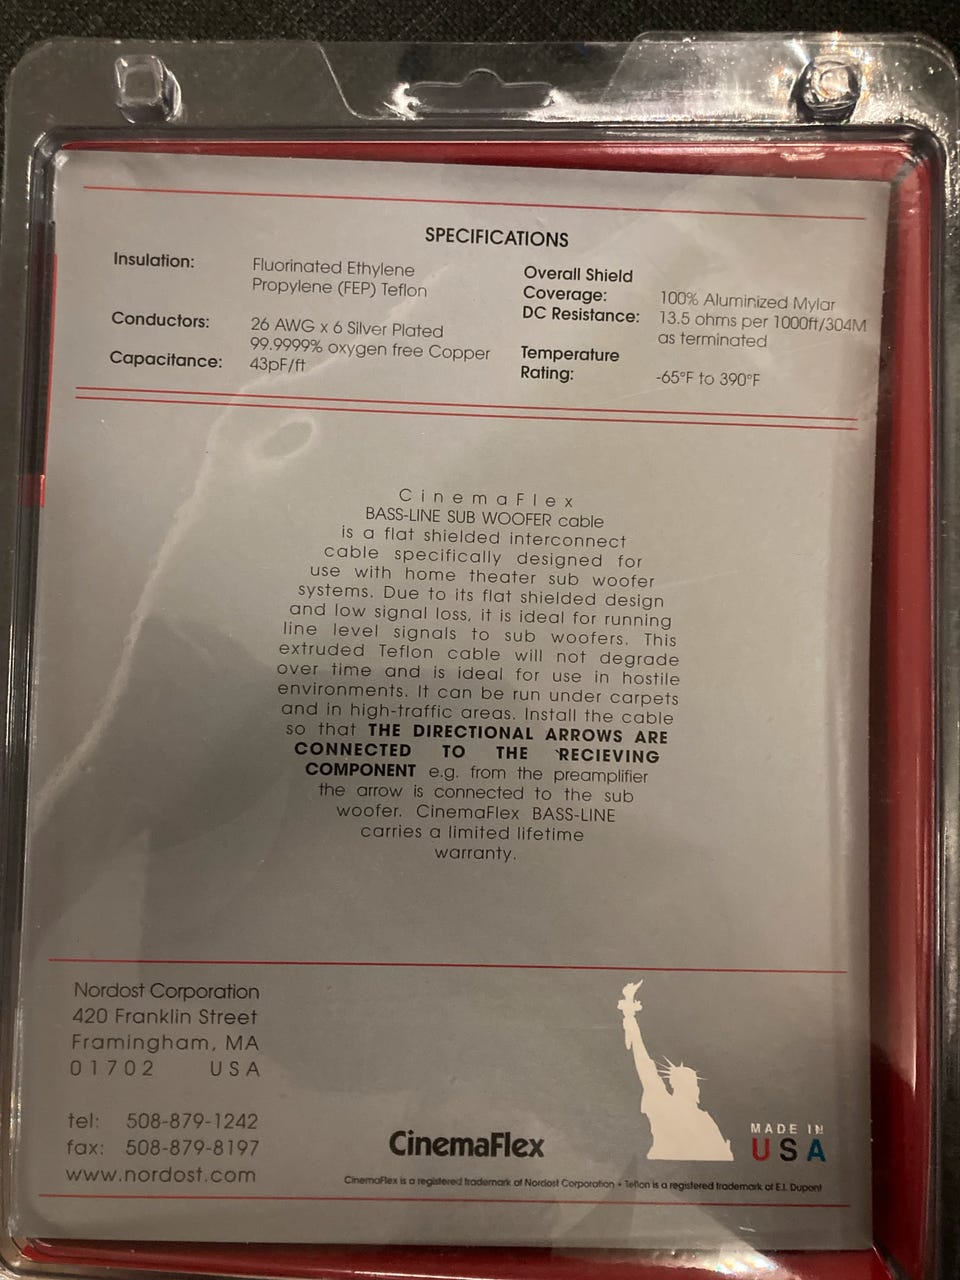 SPECIFICATIONS
Insulation: Fluorinated Ethylene
Propylene (FEP) Teflon
Conductors: 26 AWG x 6 Silver Plated
99.9999% oxygen free Copper
Capacitance: 43pF/ft
Overall Shield
Coverage: 100% Aluminized Mylar
DC Resistance: 13.5 ohms per 1000ft/304M
as terminated
Temperature
Rating: -65°F to 390°F
CinemaFlex
BASS-LINE SUB WOOFER cable
is a flat shielded interconnect
cable specifically designed for
use with home theater sub woofer
systems. Due to its flat shielded design
and low signal loss, it is ideal for running
line level signals to sub woofers. This
extruded Teflon cable will not degrade
over time and is ideal for use in hostile
environments. It can be run under carpets
and in high-traffic areas. Install the cable
so that THE DIRECTIONAL ARROWS ARE
CONNECTED TO THE RECIEVING
COMPONENT e.g. from the preamplifier
the arrow is connected to the sub
woofer. CinemaFlex BASS-LINE
carries a limited lifetime
warranty.
Nordost Corporation
420 Franklin Street
Framingham, MA
01702 USA
tel: 508-879-1242
fax: 508-879-8197
www.nordost.com
CinemaFlex
MADE IN
USA
CinemaFlex is a registered trademark of Nordost Corporation • Teflon is a registered trademark of E.I. Dupont